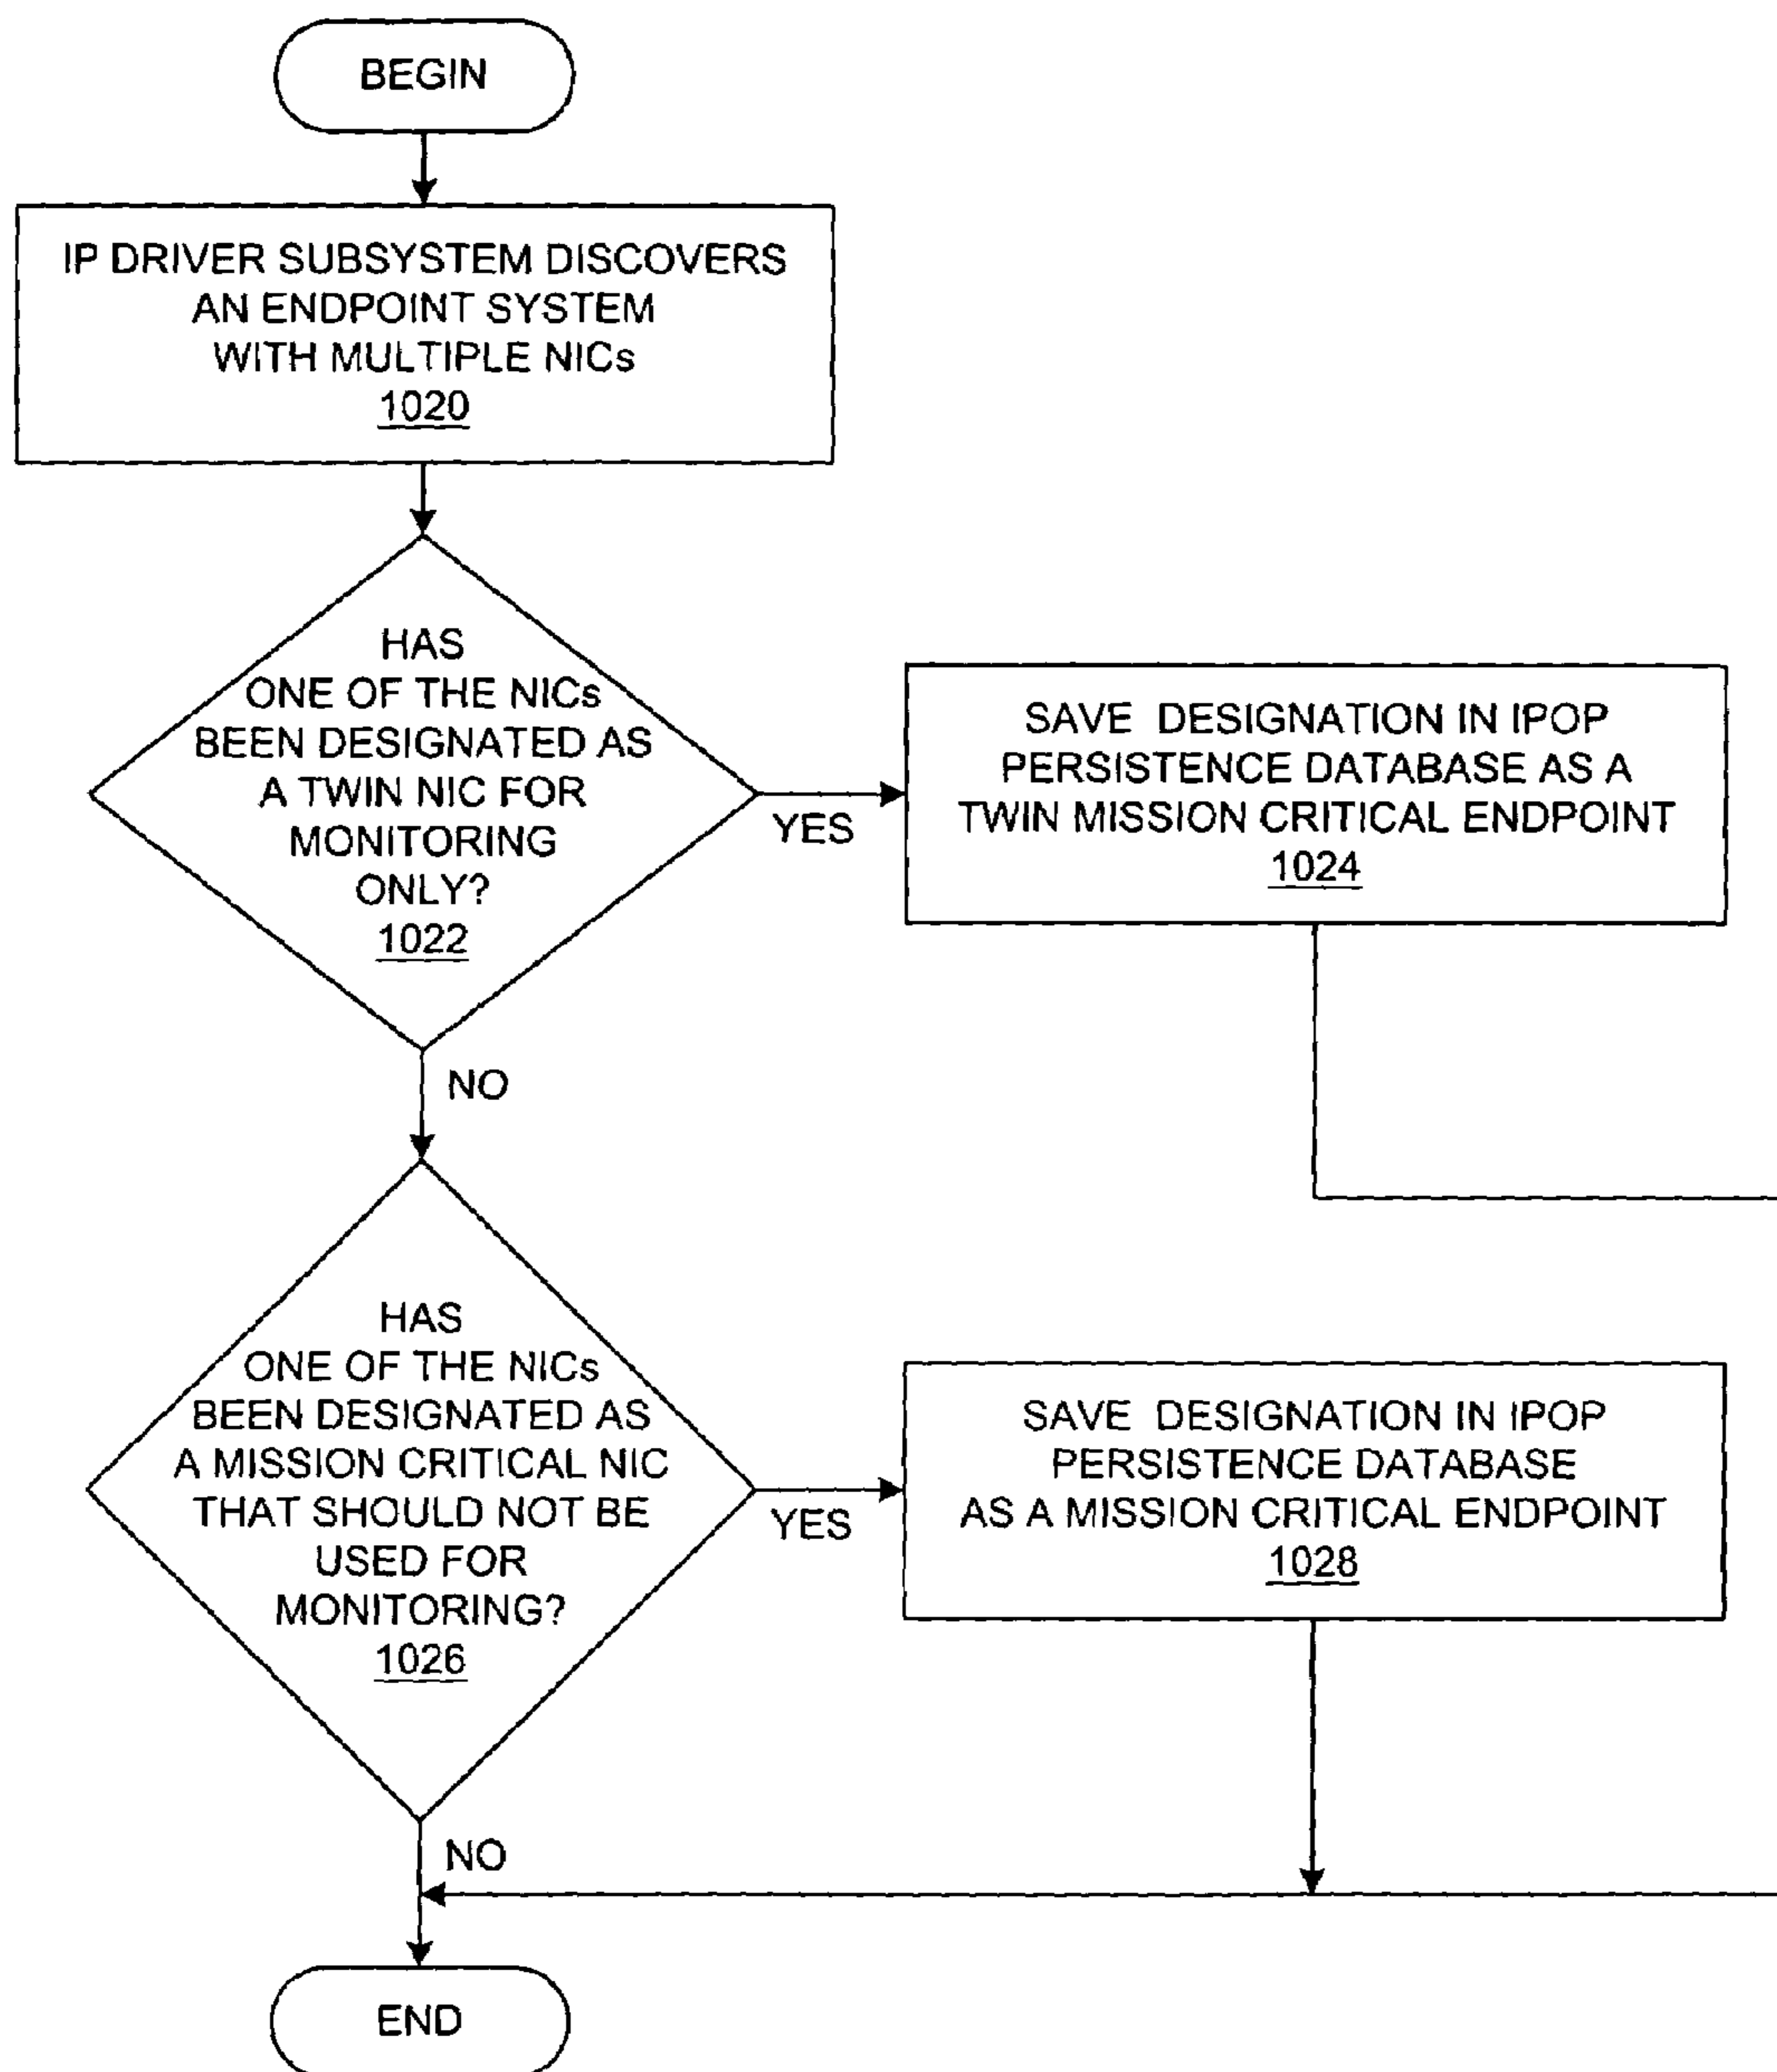 BEGIN
IP DRIVER SUBSYSTEM DISCOVERS
AN ENDPOINT SYSTEM
WITH MULTIPLE NICs
1020
HAS
ONE OF THE NICs
BEEN DESIGNATED AS
A TWIN NIC FOR
MONITORING
ONLY?
1022
YES
SAVE DESIGNATION IN IPOP
PERSISTENCE DATABASE AS A
TWIN MISSION CRITICAL ENDPOINT
1024
NO
HAS
ONE OF THE NICs
BEEN DESIGNATED AS
A MISSION CRITICAL NIC
THAT SHOULD NOT BE
USED FOR
MONITORING?
1026
YES
SAVE DESIGNATION IN IPOP
PERSISTENCE DATABASE
AS A MISSION CRITICAL ENDPOINT
1028
NO
END